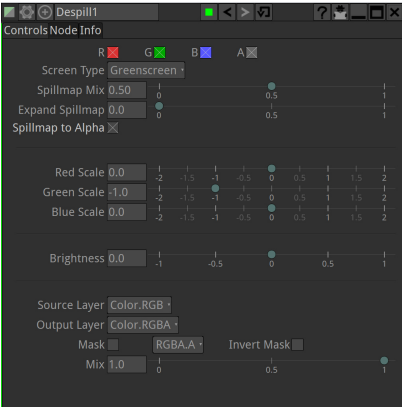 Despill1 ?
Controls Node Info
R G B A
Screen Type Greenscreen
Spillmap Mix 0.50 0 0.5 1
Expand Spillmap 0.0 0 0.5 1
Spillmap to Alpha
Red Scale 0.0 -2 -1.5 -1 -0.5 0 0.5 1 1.5 2
Green Scale -1.0 -2 -1.5 -1 -0.5 0 0.5 1 1.5 2
Blue Scale 0.0 -2 -1.5 -1 -0.5 0 0.5 1 1.5 2
Brightness 0.0 -1 -0.5 0 0.5 1
Source Layer Color.RGB
Output Layer Color.RGBA
Mask RGBA.A Invert Mask
Mix 1.0 0 0.5 1